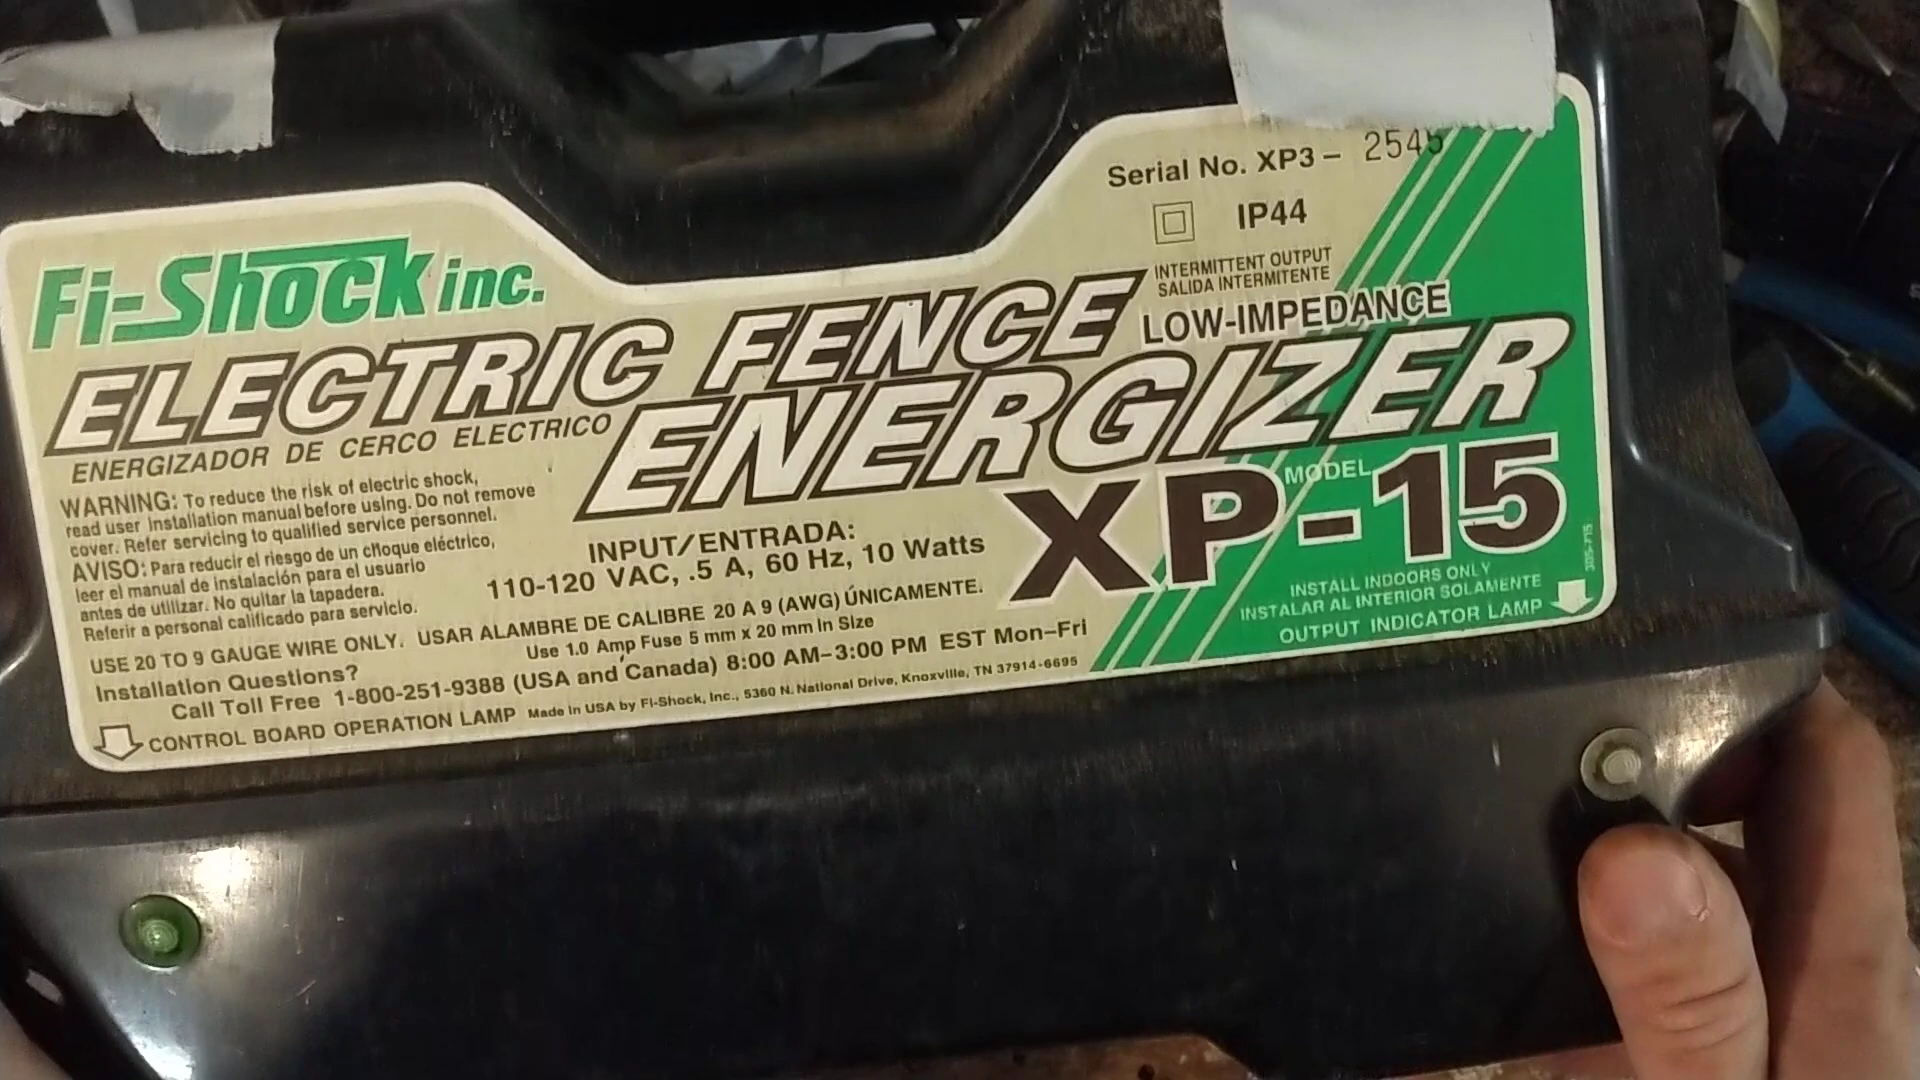 Serial No. XP3 – 2545
IP44
INTERMITTENT OUTPUT
SALIDA INTERMITENTE
LOW-IMPEDANCE
Fi-Shock inc.
ELECTRIC FENCE
ENERGIZER
ENERGIZADOR DE CERCO ELECTRICO
MODEL
XP-15
WARNING: To reduce the risk of electric shock,
read user installation manual before using. Do not remove
cover. Refer servicing to qualified service personnel.
AVISO: Para reducir el riesgo de un choque eléctrico,
leer el manual de instalación para el usuario
antes de utilizar. No quitar la tapadera.
Referir a personal calificado para servicio.
INPUT/ENTRADA:
110-120 VAC, .5 A, 60 Hz, 10 Watts
USE 20 TO 9 GAUGE WIRE ONLY. USAR ALAMBRE DE CALIBRE 20 A 9 (AWG) ÚNICAMENTE.
Use 1.0 Amp Fuse 5 mm x 20 mm in Size
Installation Questions?
Call Toll Free 1-800-251-9388 (USA and Canada) 8:00 AM–3:00 PM EST Mon–Fri
Made in USA by Fi-Shock, Inc., 5360 N. National Drive, Knoxville, TN 37914-6695
CONTROL BOARD OPERATION LAMP
INSTALL INDOORS ONLY
INSTALAR AL INTERIOR SOLAMENTE
OUTPUT INDICATOR LAMP